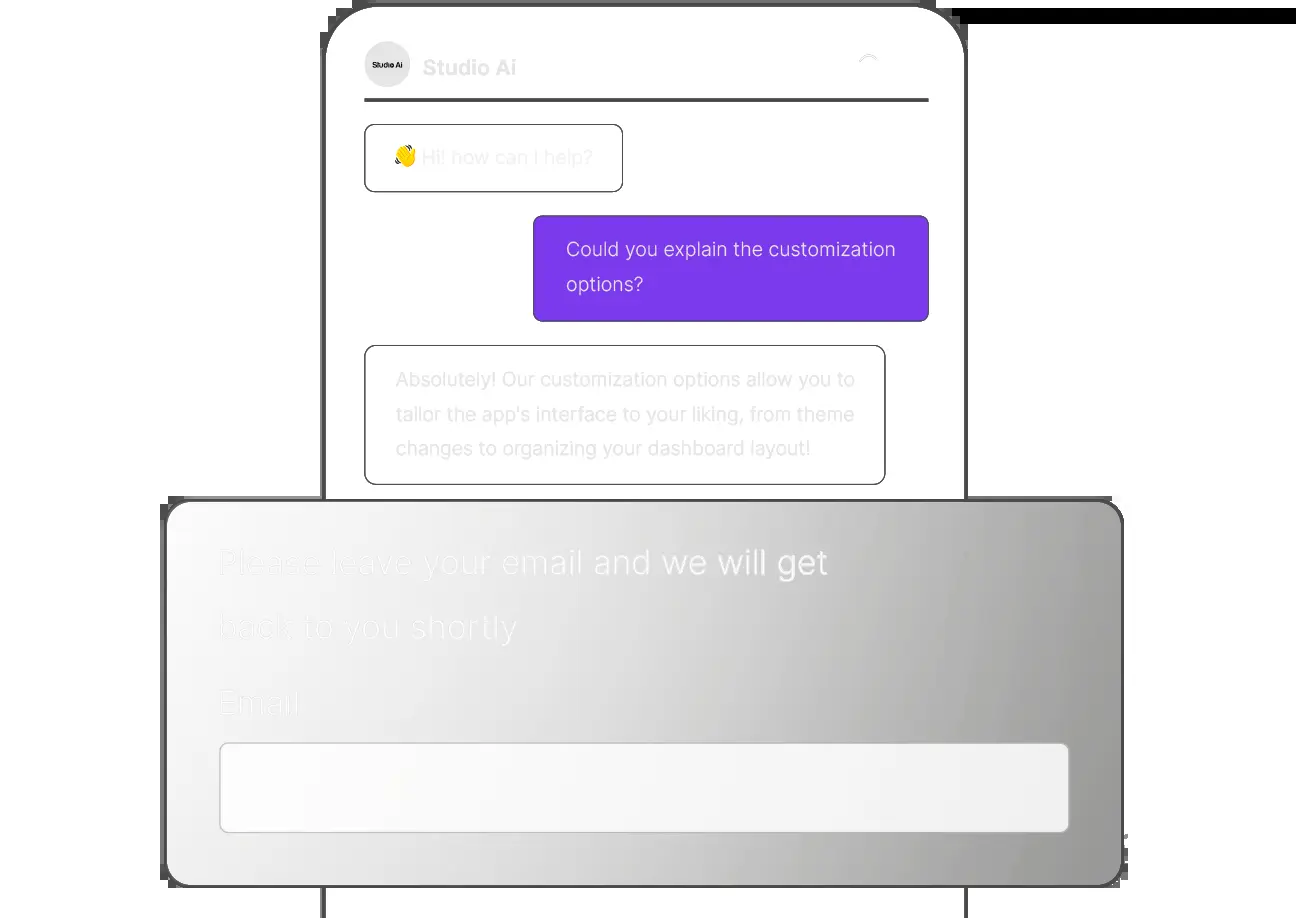 Studio Ai
Studio Ai
👋 Hi! how can I help?
Could you explain the customization
options?
Absolutely! Our customization options allow you to
tailor the app's interface to your liking, from theme
changes to organizing your dashboard layout!
Please leave your email and we will get
back to you shortly
Email